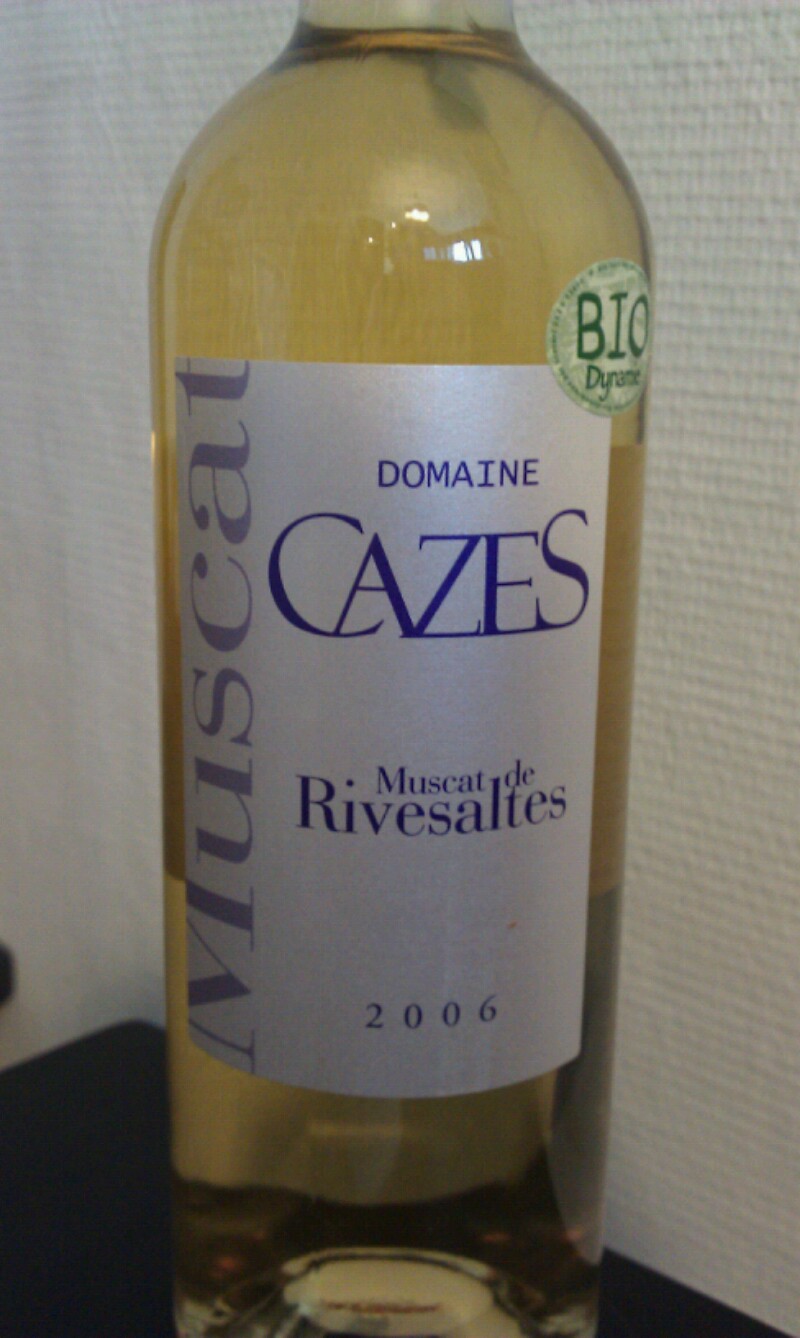 BIO
Dynamie
DOMAINE
CAZES
Muscat
Muscat de
Rivesaltes
2006